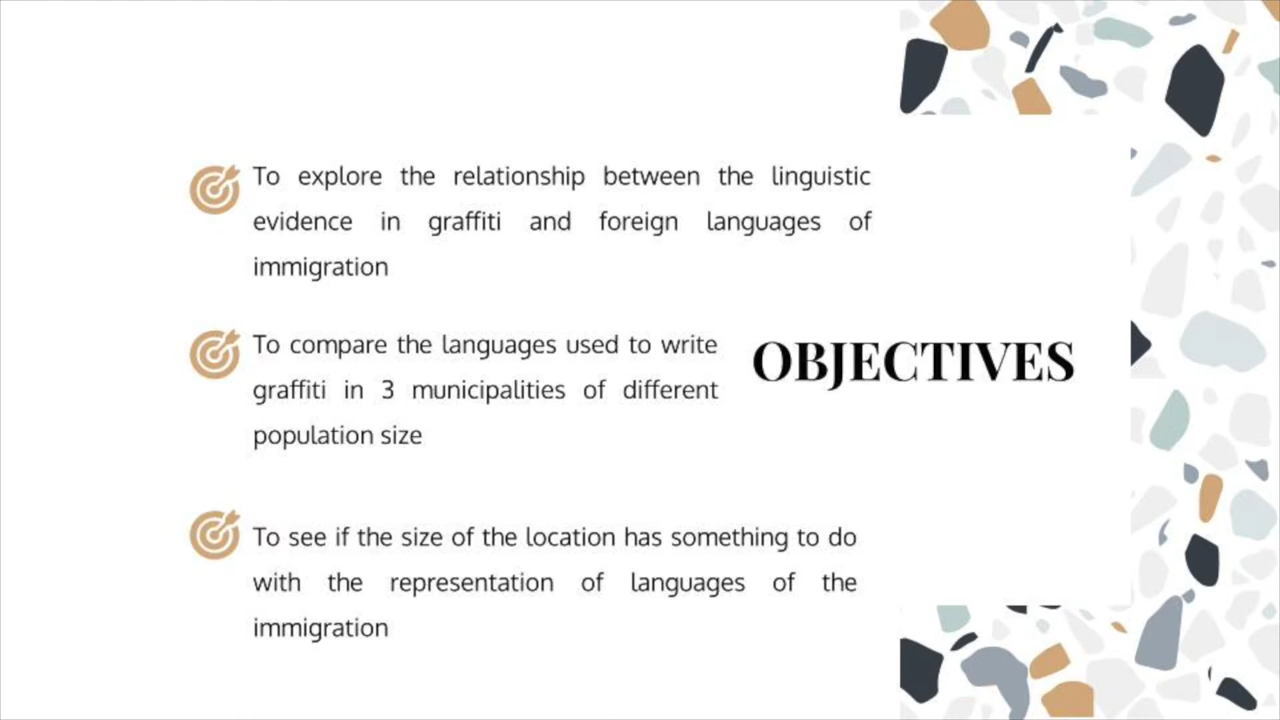 To explore the relationship between the linguistic
evidence in graffiti and foreign languages of
immigration
To compare the languages used to write
graffiti in 3 municipalities of different
population size
OBJECTIVES
To see if the size of the location has something to do
with the representation of languages of the
immigration